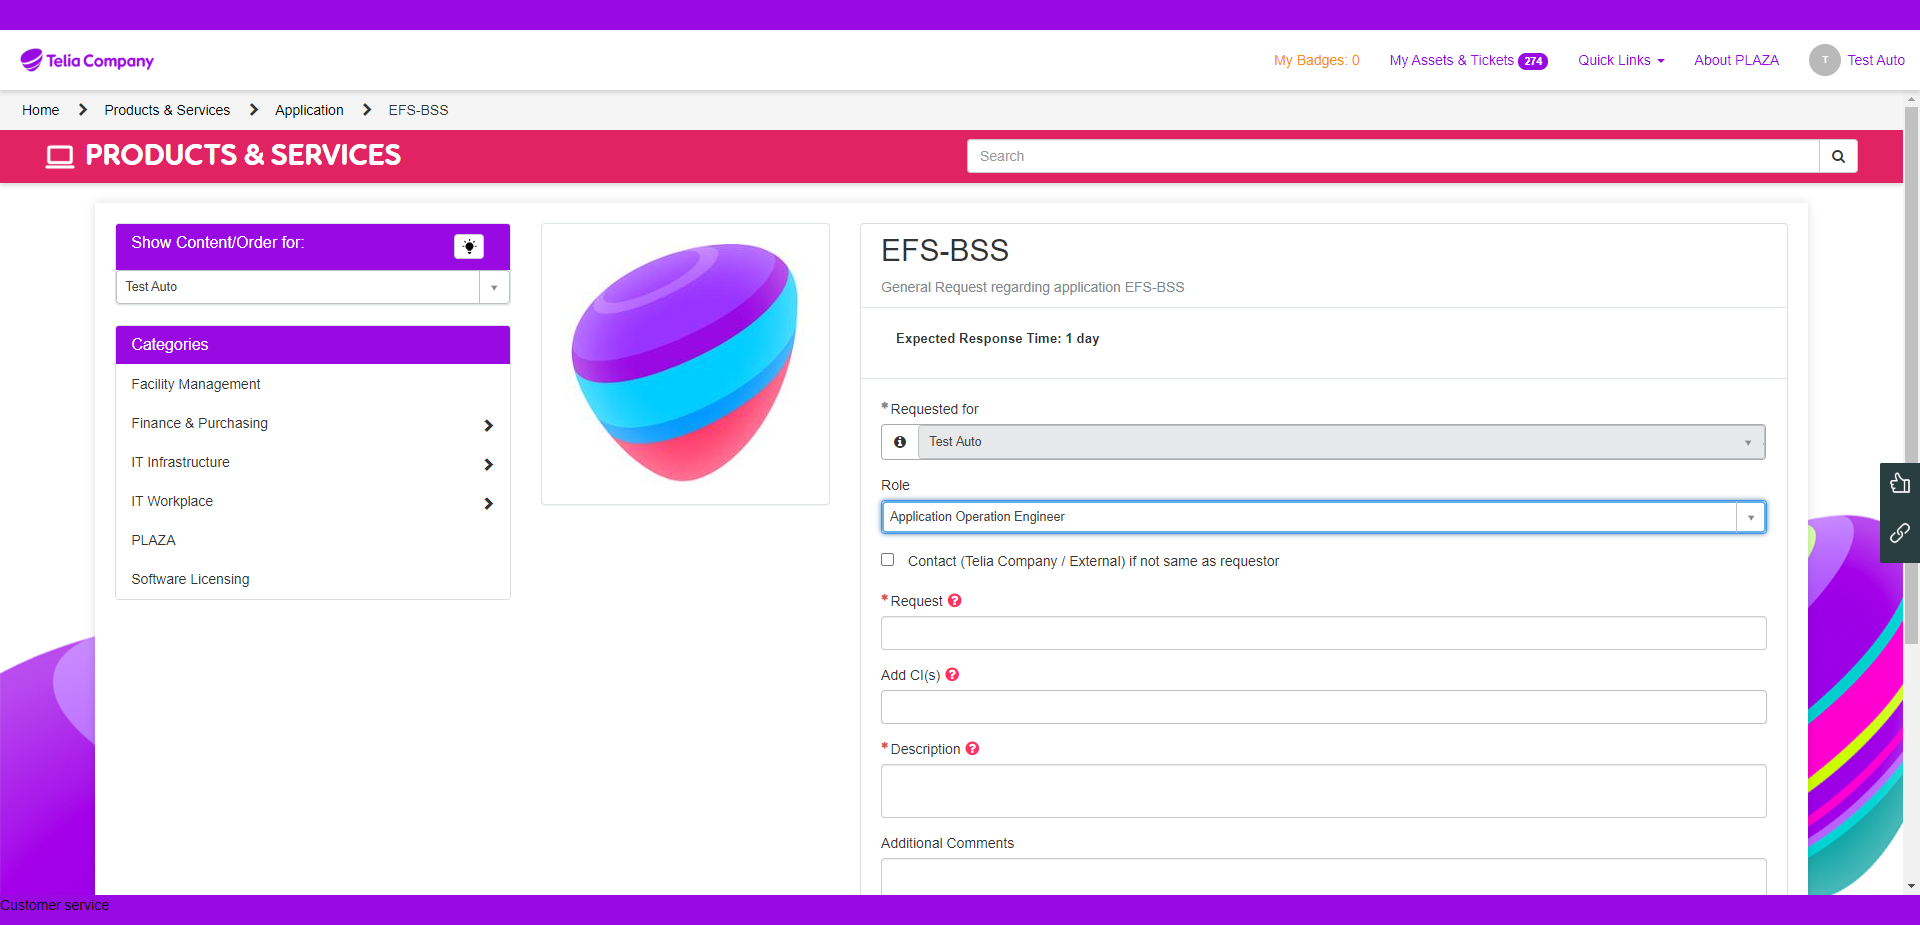 Telia Company
My Badges: 0
My Assets & Tickets 274
Quick Links
About PLAZA
T
Test Auto
Home
Products & Services
Application
EFS-BSS
PRODUCTS & SERVICES
Search
Show Content/Order for:
Test Auto
Categories
Facility Management
Finance & Purchasing
IT Infrastructure
IT Workplace
PLAZA
Software Licensing
EFS-BSS
General Request regarding application EFS-BSS
Expected Response Time: 1 day
*Requested for
Test Auto
Role
Application Operation Engineer
Contact (Telia Company / External) if not same as requestor
*Request ?
Add CI(s) ?
*Description ?
Additional Comments
Customer service